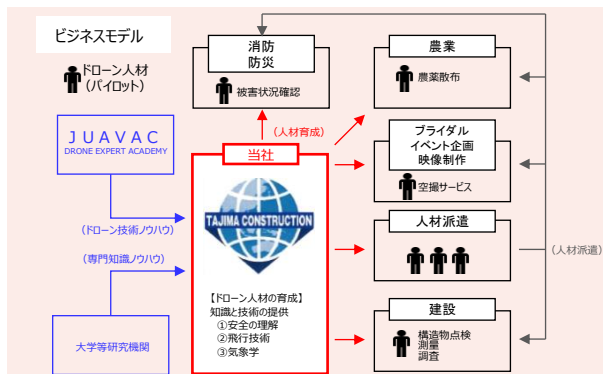 ビジネスモデル
ドローン人材
(パイロット)
消防
防災
被害状況確認
農業
農薬散布
JUAVAC
DRONE EXPERT ACADEMY
(人材育成)
当社
TAJIMA CONSTRUCTION
ブライダル
イベント企画
映像制作
空撮サービス
(ドローン技術ノウハウ)
(専門知識ノウハウ)
人材派遣
(人材派遣)
【ドローン人材の育成】
知識と技術の提供
①安全の理解
②飛行技術
③気象学
大学等研究機関
建設
構造物点検
測量
調査